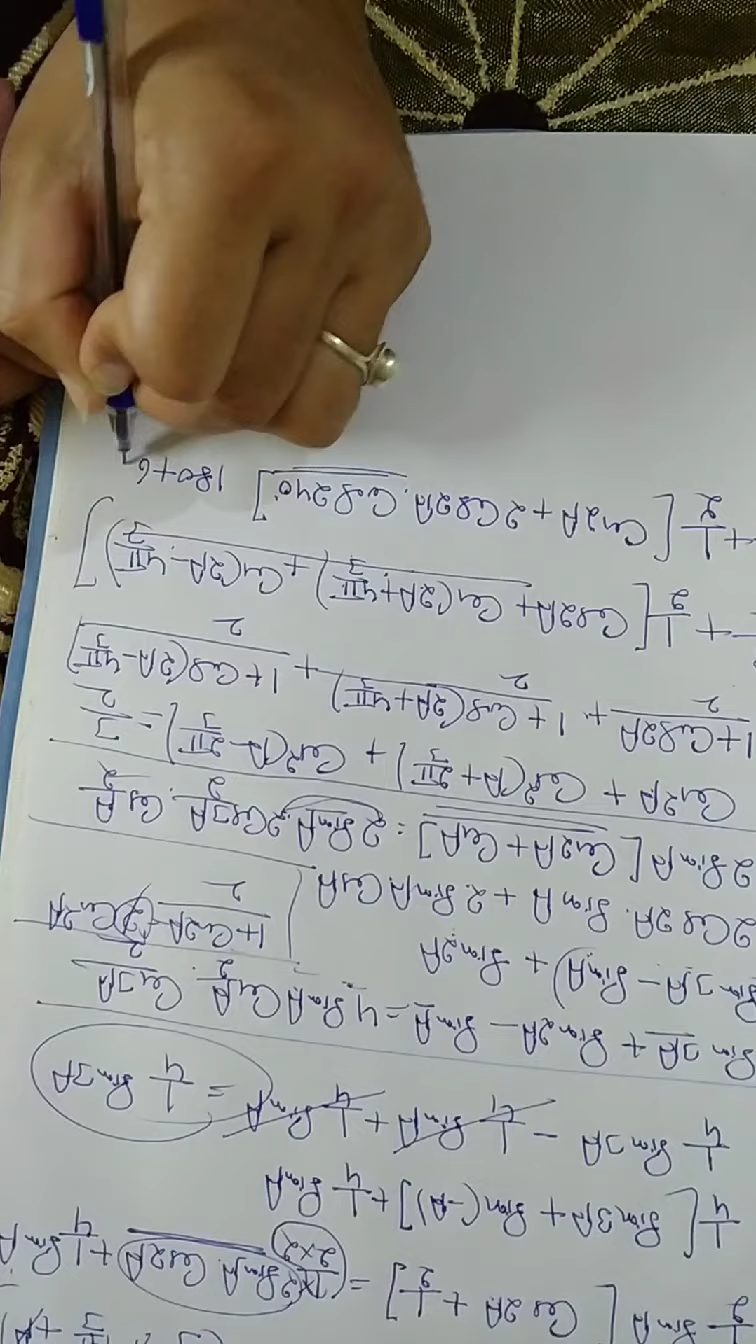 1/2 sin A [cos 2A + 1/2] = 1×2 sin A. cos 2A / 2×2 + 1/4 sin A
1/4 [sin 3A + sin(-A)] + 1/4 sin A
1/4 sin 3A - 1/4 sin A + 1/4 sin A = 1/4 sin 3A
sin 3A + sin 2A - sin A = 4 sin A cos A/2 . cos 3A/2
sin 3A - sin A) + sin 2A
2 cos 2A. sin A + 2 sin A cos A
2 sin A [cos 2A + cos A] = 2 sin A. 2 cos 3A/2 . cos A/2
cos² A + cos² (A + 2π/3) + cos² (A - 2π/3) = 3/2
1 + cos 2A / 2 + 1 + cos (2A + 4π/3) / 2 + 1 + cos (2A - 4π/3) / 2
+ 1/2 [cos 2A + cos (2A + 4π/3) + cos (2A - 4π/3)]
+ 1/2 [cos 2A + 2 cos 2A. cos 240°] 180 + 6